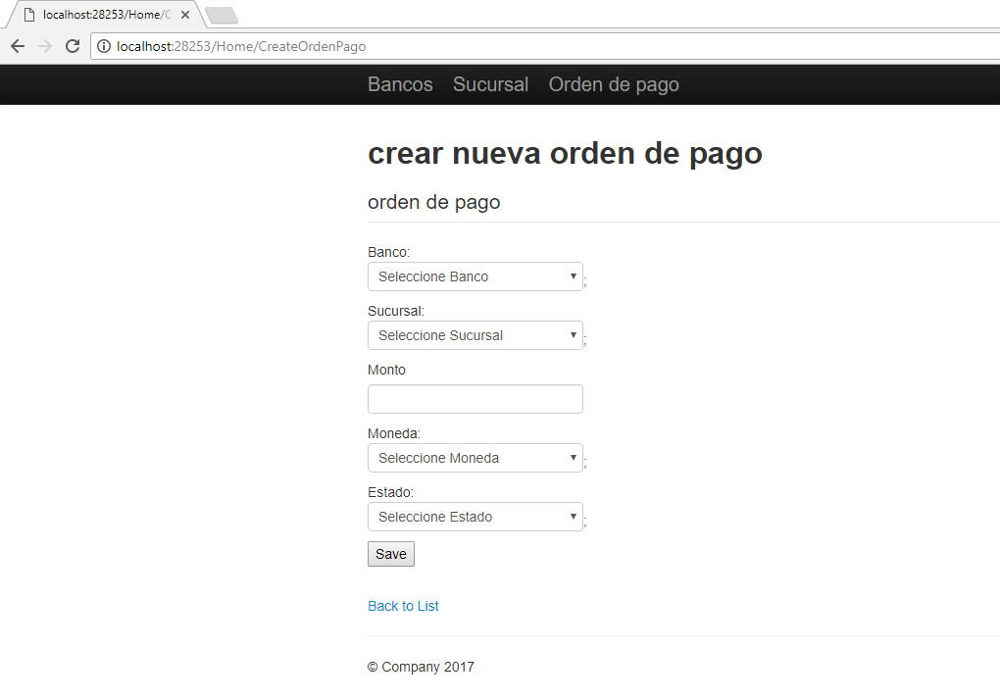 localhost:28253/Home/C
localhost:28253/Home/CreateOrdenPago
Bancos Sucursal Orden de pago
crear nueva orden de pago
orden de pago
Banco:
Seleccione Banco ;
Sucursal:
Seleccione Sucursal ;
Monto
Moneda:
Seleccione Moneda ;
Estado:
Seleccione Estado ;
Save
Back to List
© Company 2017